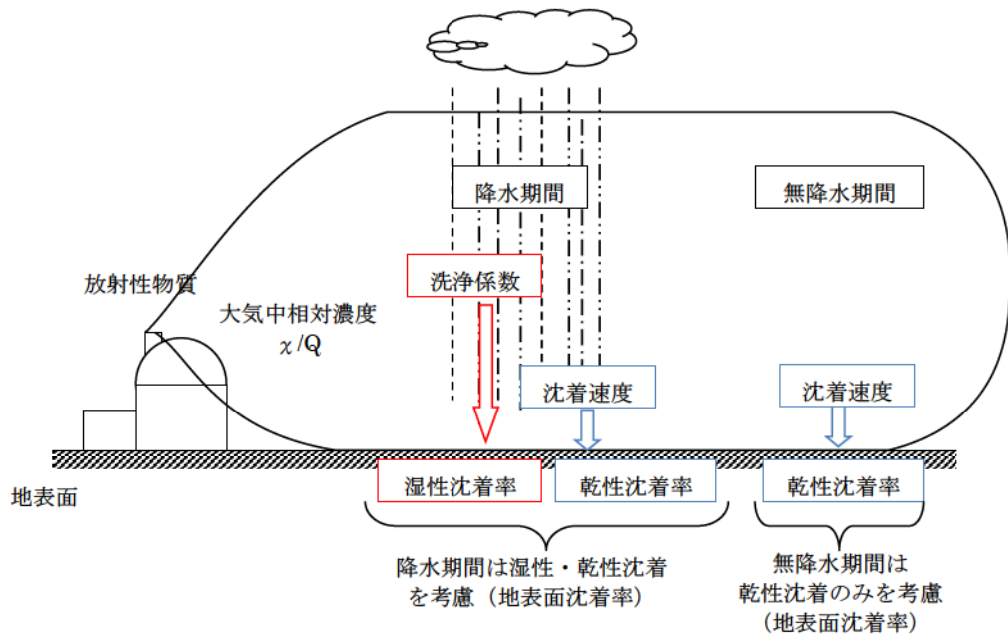 降水期間
無降水期間
洗浄係数
放射性物質
大気中相対濃度
χ/Q
沈着速度
沈着速度
湿性沈着率
乾性沈着率
乾性沈着率
地表面
降水期間は湿性・乾性沈着
を考慮（地表面沈着率）
無降水期間は
乾性沈着のみを考慮
（地表面沈着率）